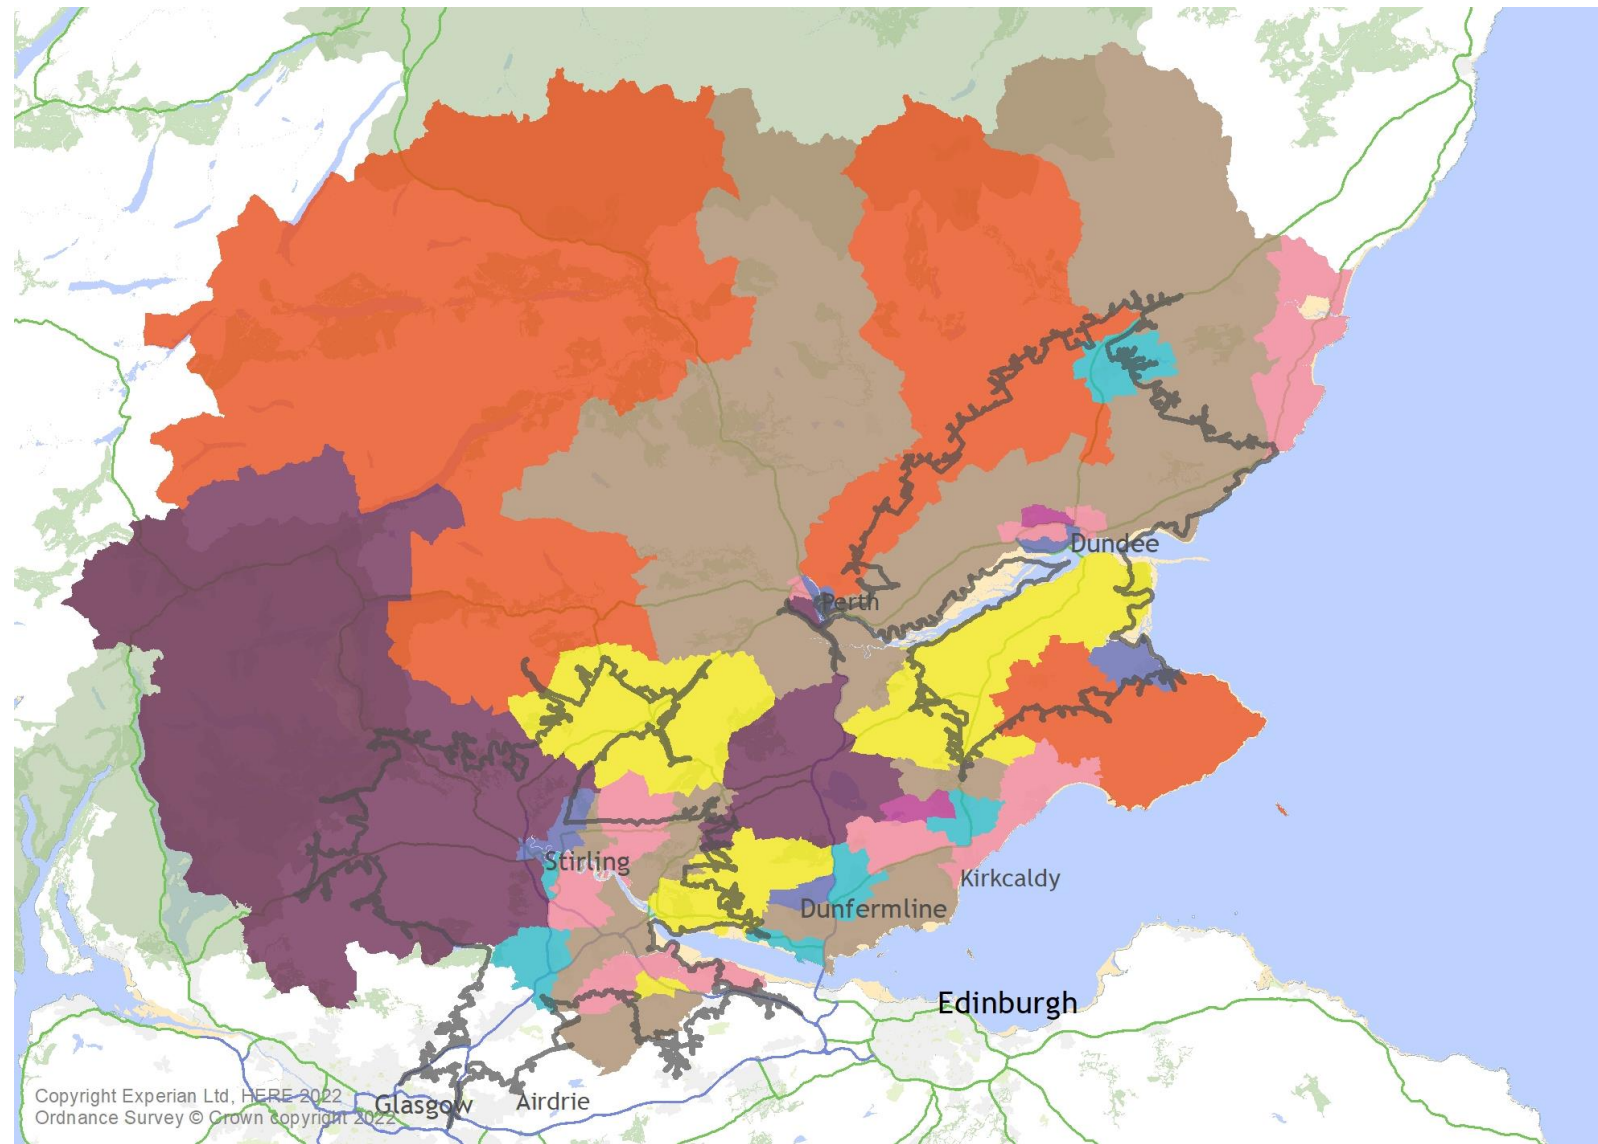 Dundee
Perth
Stirling
Kirkcaldy
Dunfermline
Edinburgh
Copyright Experian Ltd, HERE 2022
Ordnance Survey © Crown copyright 2022
Glasgow
Airdrie